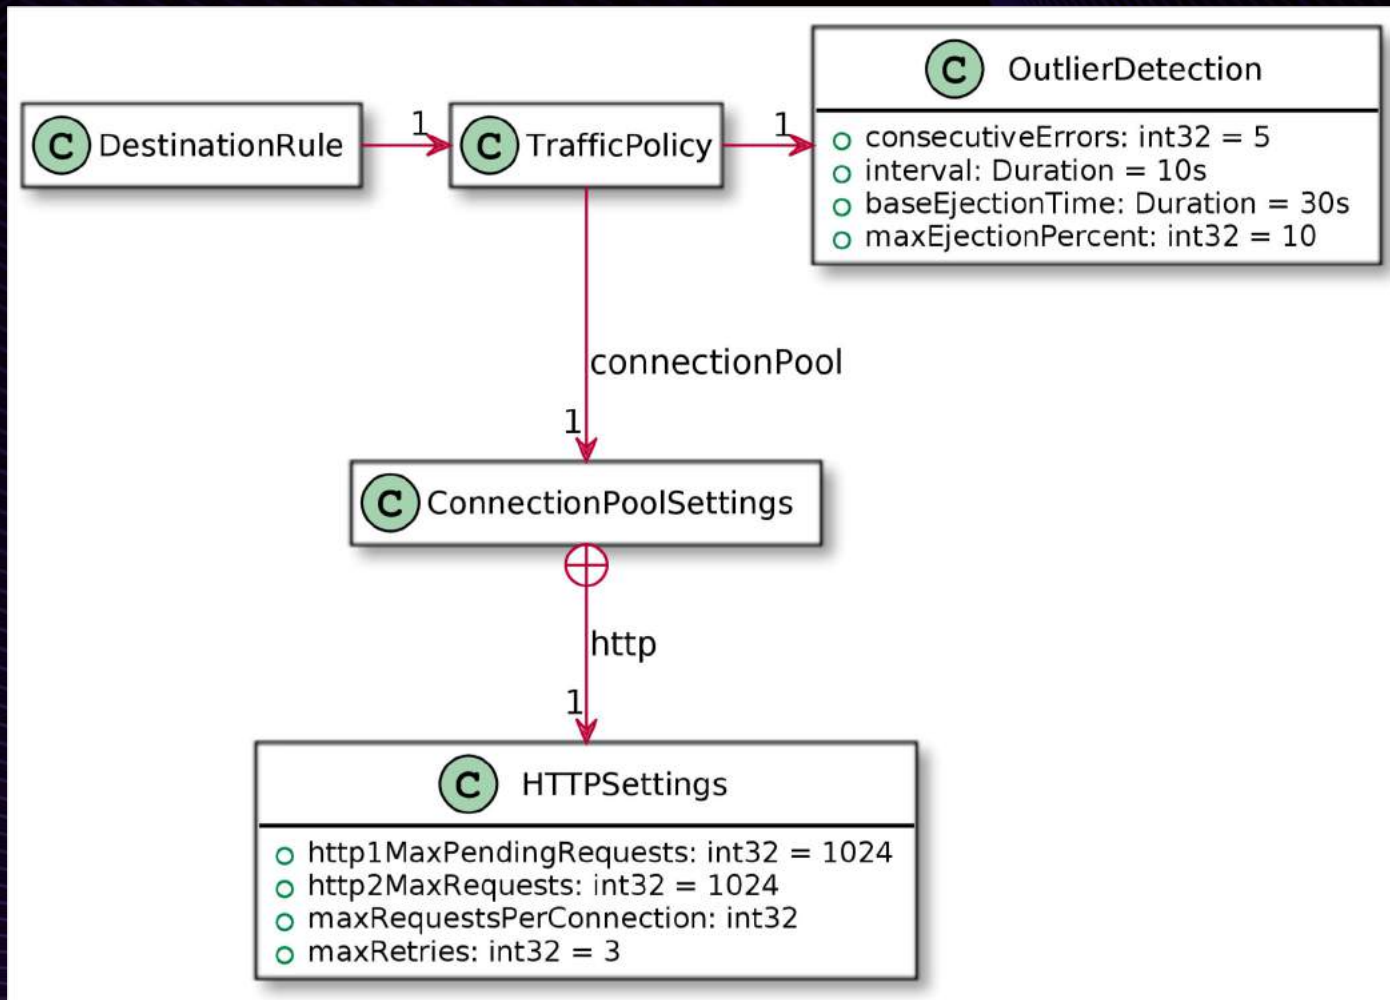 C DestinationRule
1
C TrafficPolicy
1
C OutlierDetection
consecutiveErrors: int32 = 5
interval: Duration = 10s
baseEjectionTime: Duration = 30s
maxEjectionPercent: int32 = 10
connectionPool
1
C ConnectionPoolSettings
http
1
C HTTPSettings
http1MaxPendingRequests: int32 = 1024
http2MaxRequests: int32 = 1024
maxRequestsPerConnection: int32
maxRetries: int32 = 3